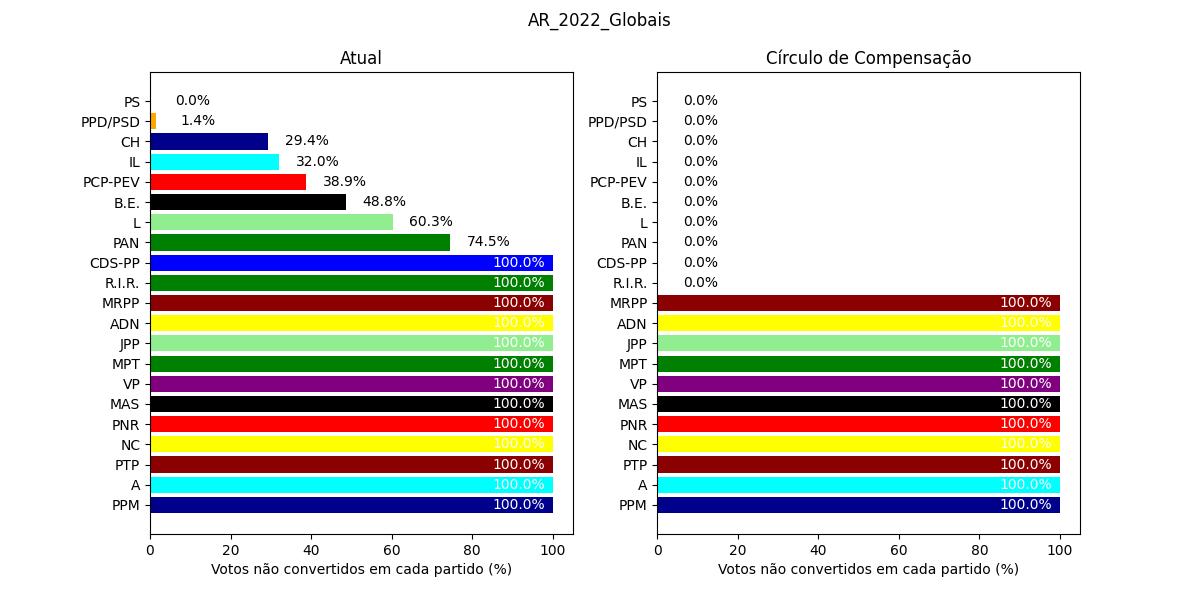 AR_2022_Globais
Atual
PS 0.0%
PPD/PSD 1.4%
CH 29.4%
IL 32.0%
PCP-PEV 38.9%
B.E. 48.8%
L 60.3%
PAN 74.5%
CDS-PP 100.0%
R.I.R. 100.0%
MRPP 100.0%
ADN 100.0%
JPP 100.0%
MPT 100.0%
VP 100.0%
MAS 100.0%
PNR 100.0%
NC 100.0%
PTP 100.0%
A 100.0%
PPM 100.0%
0 20 40 60 80 100
Votos não convertidos em cada partido (%)
Círculo de Compensação
PS 0.0%
PPD/PSD 0.0%
CH 0.0%
IL 0.0%
PCP-PEV 0.0%
B.E. 0.0%
L 0.0%
PAN 0.0%
CDS-PP 0.0%
R.I.R. 0.0%
MRPP 100.0%
ADN 100.0%
JPP 100.0%
MPT 100.0%
VP 100.0%
MAS 100.0%
PNR 100.0%
NC 100.0%
PTP 100.0%
A 100.0%
PPM 100.0%
0 20 40 60 80 100
Votos não convertidos em cada partido (%)